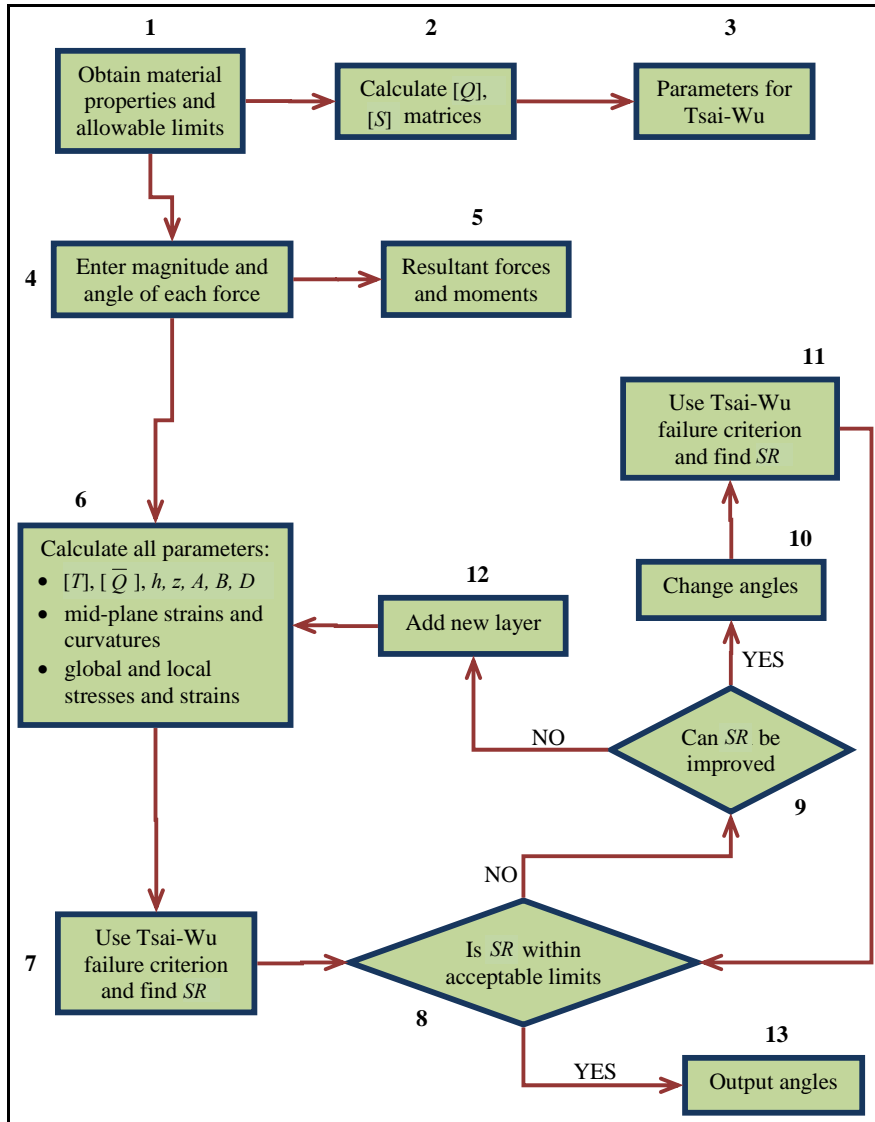 1
Obtain material
properties and
allowable limits
2
Calculate [Q],
[S] matrices
3
Parameters for
Tsai-Wu
4
Enter magnitude and
angle of each force
5
Resultant forces
and moments
6
Calculate all parameters:
• [T], [ Q̅ ], h, z, A, B, D
• mid-plane strains and
curvatures
• global and local
stresses and strains
7
Use Tsai-Wu
failure criterion
and find SR
8
Is SR within
acceptable limits
NO
YES
9
Can SR be
improved
NO
YES
10
Change angles
11
Use Tsai-Wu
failure criterion
and find SR
12
Add new layer
13
Output angles